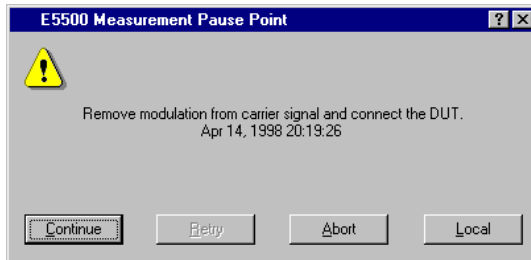 E5500 Measurement Pause Point
Remove modulation from carrier signal and connect the DUT.
Apr 14, 1998 20:19:26
Continue Retry Abort Local